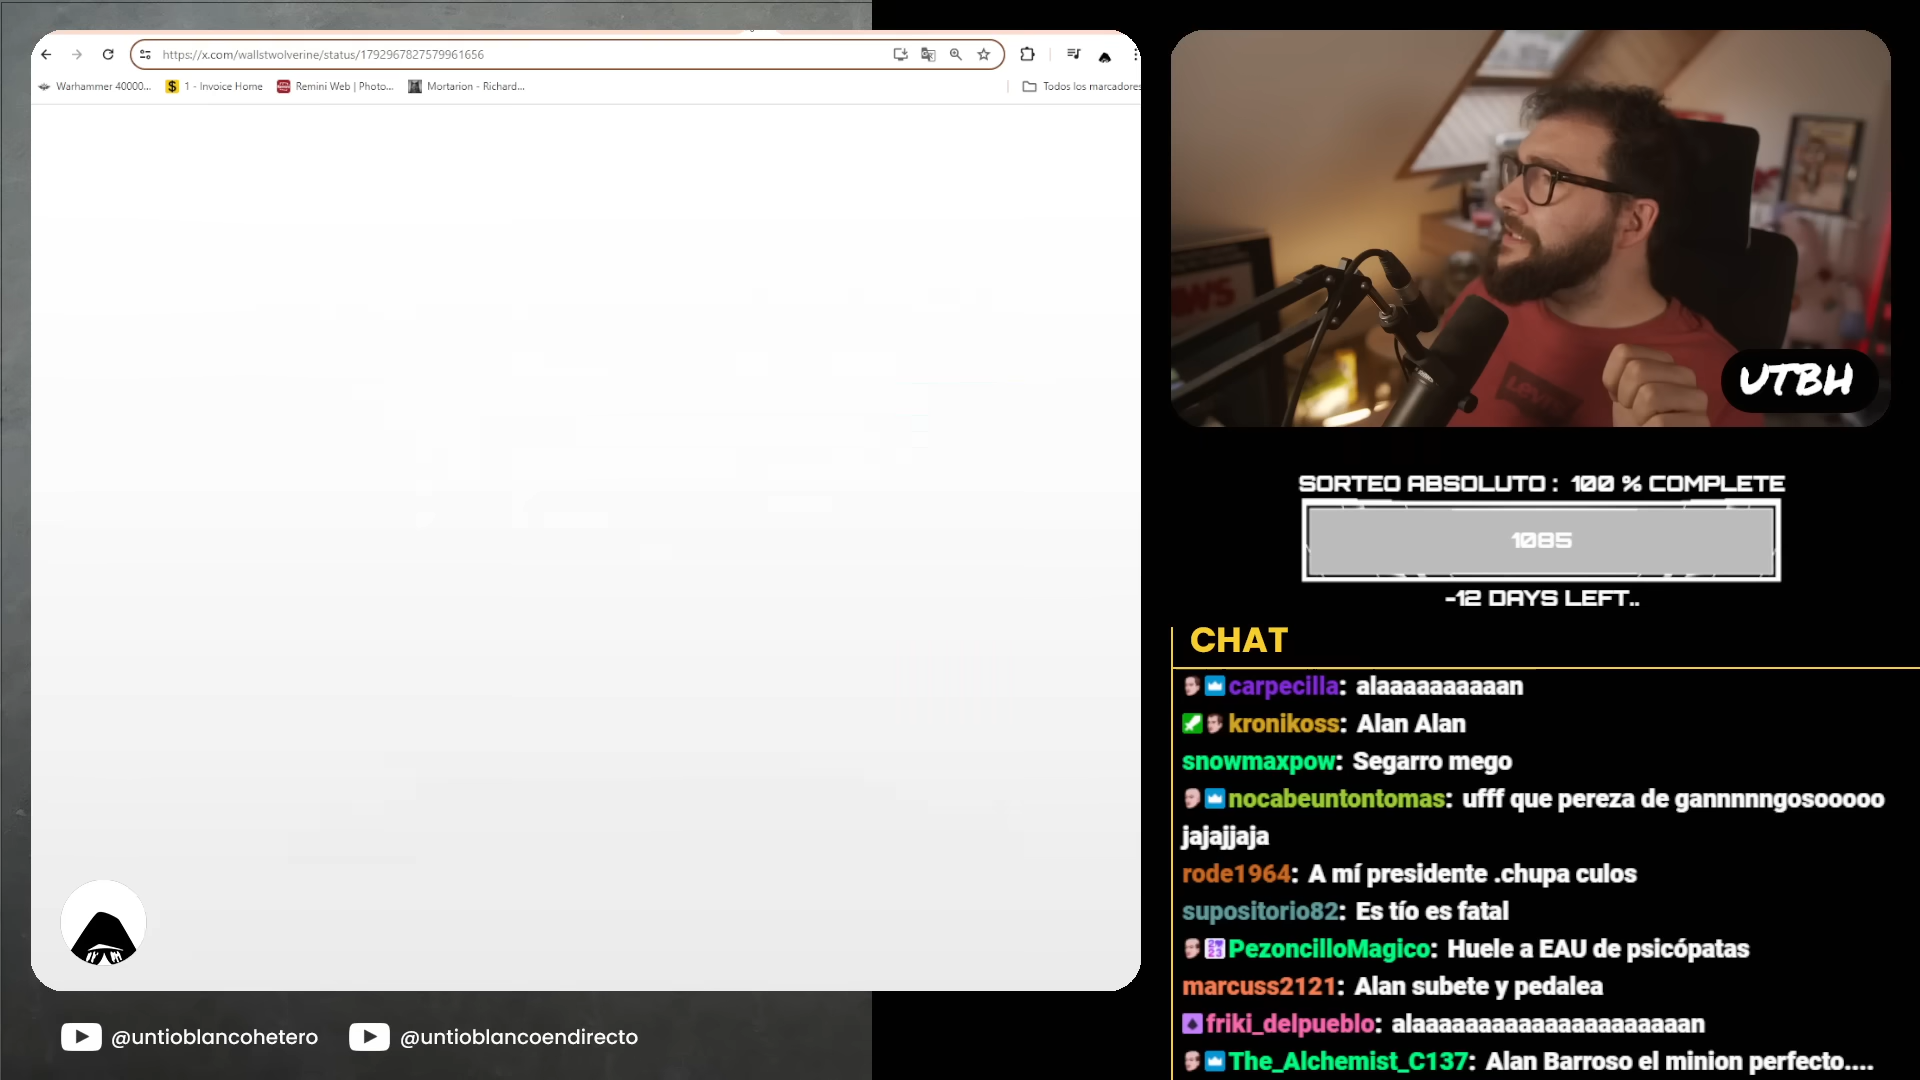 https://x.com/wallstwolverine/status/1792967827579961656
Warhammer 40000...
1 - Invoice Home
Remini Web | Photo...
Mortarion - Richard...
Todos los marcadores
UTBH
LEVI'S
SORTEO ABSOLUTO : 100 % COMPLETE
1085
-12 DAYS LEFT..
CHAT
carpecilla: alaaaaaaaaaan
kronikoss: Alan Alan
snowmaxpow: Segarro mego
nocabeuntontomas: ufff que pereza de gannnnngosooooo
jajajjaja
rode1964: A mí presidente .chupa culos
supositorio82: Es tío es fatal
PezoncilloMagico: Huele a EAU de psicópatas
marcuss2121: Alan subete y pedalea
friki_delpueblo: alaaaaaaaaaaaaaaaaaaaaan
The_Alchemist_C137: Alan Barroso el minion perfecto....
@untioblancohetero
@untioblancoendirecto